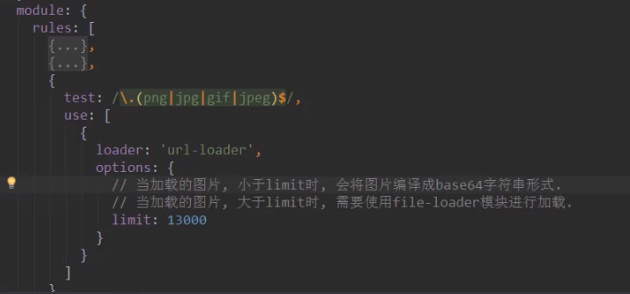 module: {
rules: [
{...},
{...},
{
test: /\.(png|jpg|gif|jpeg)$/,
use: [
{
loader: 'url-loader',
options: {
// 当加载的图片, 小于limit时, 会将图片编译成base64字符串形式.
// 当加载的图片, 大于limit时, 需要使用file-loader模块进行加载.
limit: 13000
}
}
]
}